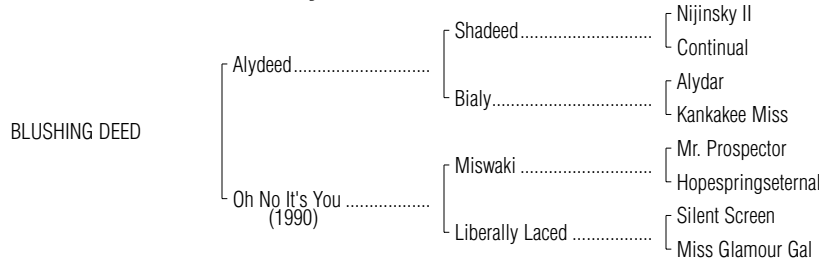 Nijinsky II
Shadeed..............................
Continual
Alydeed.............................
Alydar
Bialy....................................
Kankakee Miss
BLUSHING DEED
Mr. Prospector
Miswaki .............................
Hopespringseternal
Oh No It's You ..................
(1990)
Silent Screen
Liberally Laced .................
Miss Glamour Gal